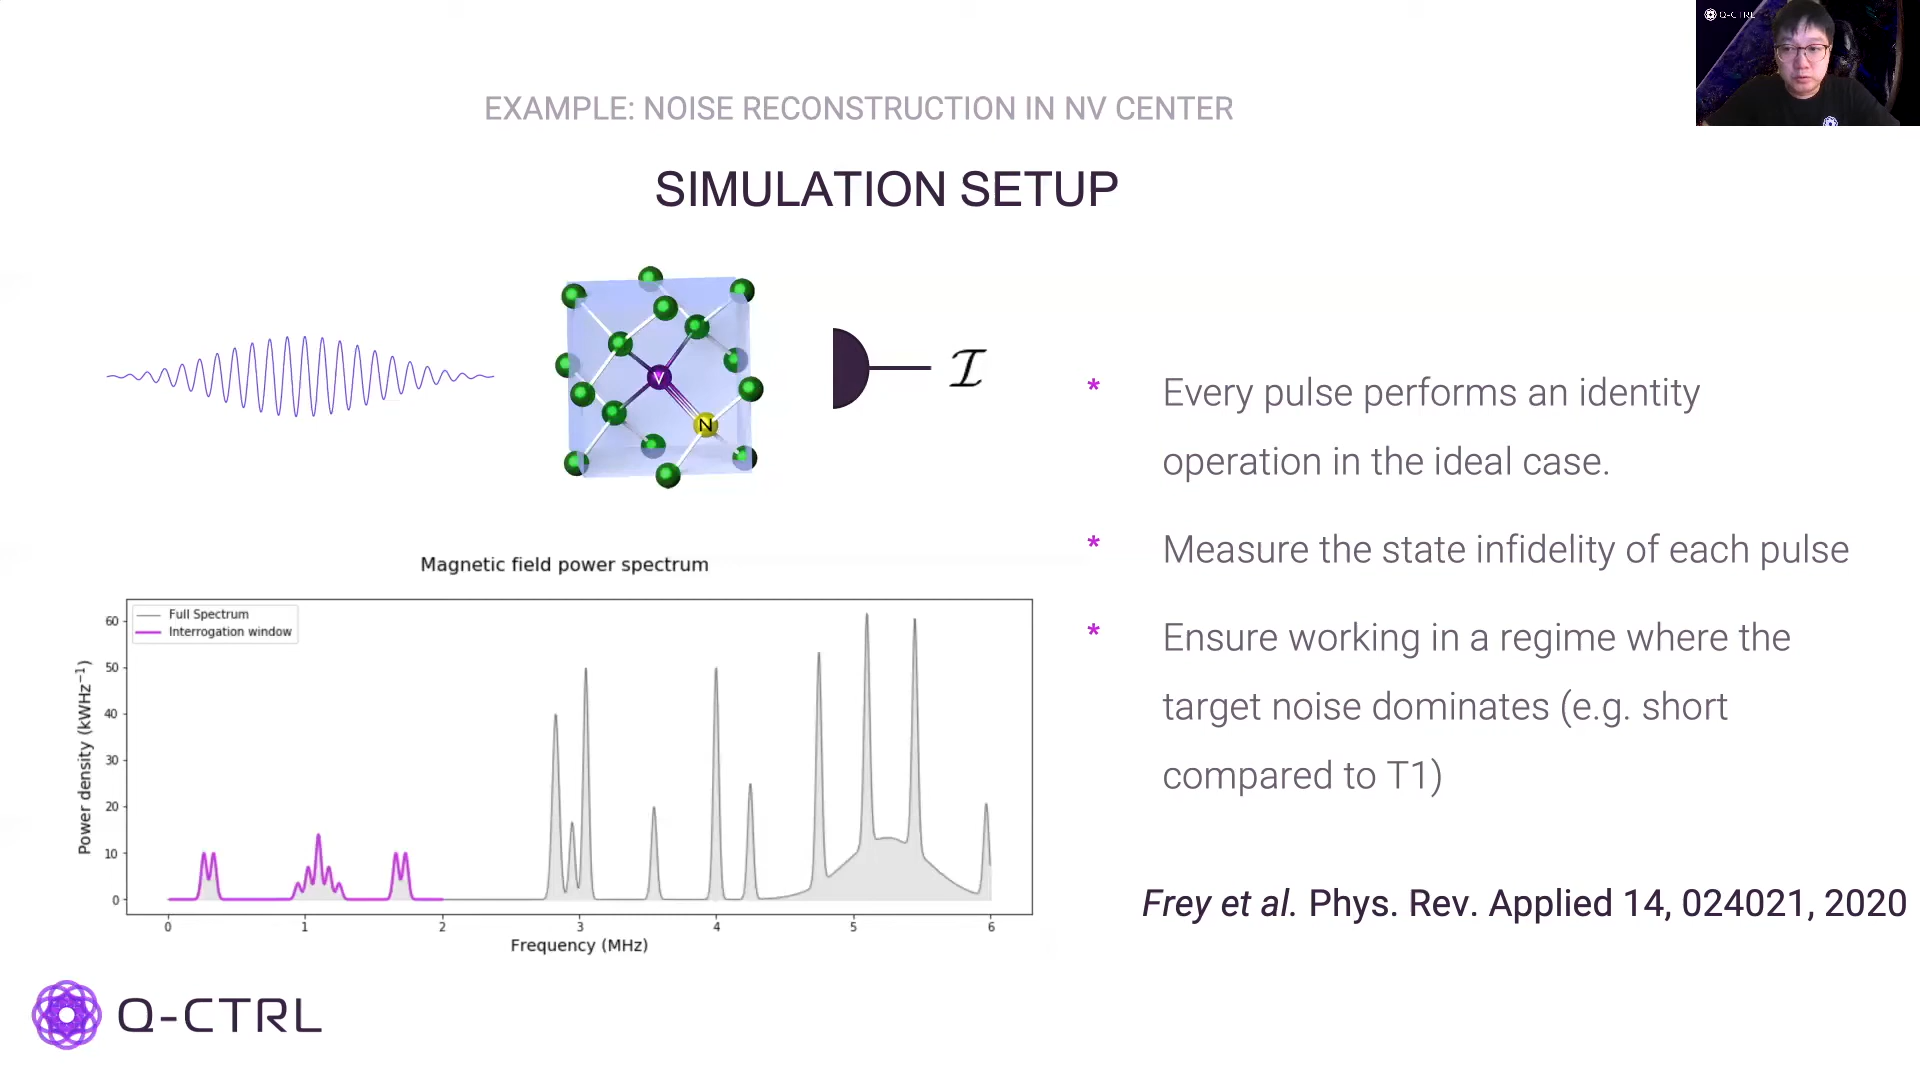 Q-CTRL
EXAMPLE: NOISE RECONSTRUCTION IN NV CENTER
SIMULATION SETUP
V
N
ℐ
* Every pulse performs an identity
operation in the ideal case.
* Measure the state infidelity of each pulse
* Ensure working in a regime where the
target noise dominates (e.g. short
compared to T1)
Frey et al. Phys. Rev. Applied 14, 024021, 2020
Magnetic field power spectrum
Full Spectrum
Interrogation window
Power density (kWHz⁻¹)
60
50
40
30
20
10
0
0 1 2 3 4 5 6
Frequency (MHz)
Q-CTRL